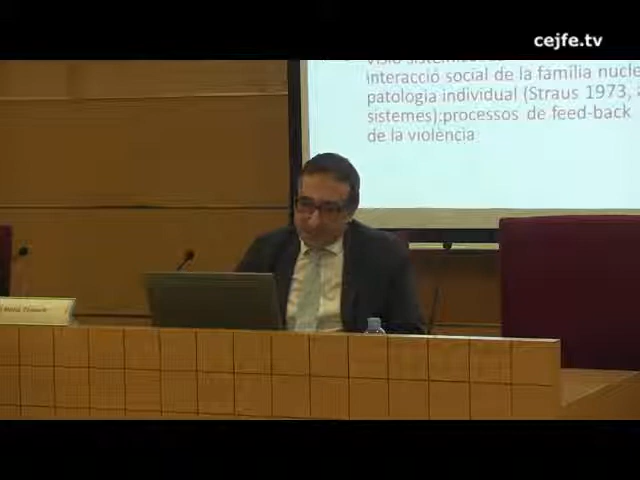 cejfe.tv
visió
interacció social de la família nucle
patologia individual (Straus 1973, a
sistemes):processos de feed-back
de la violència